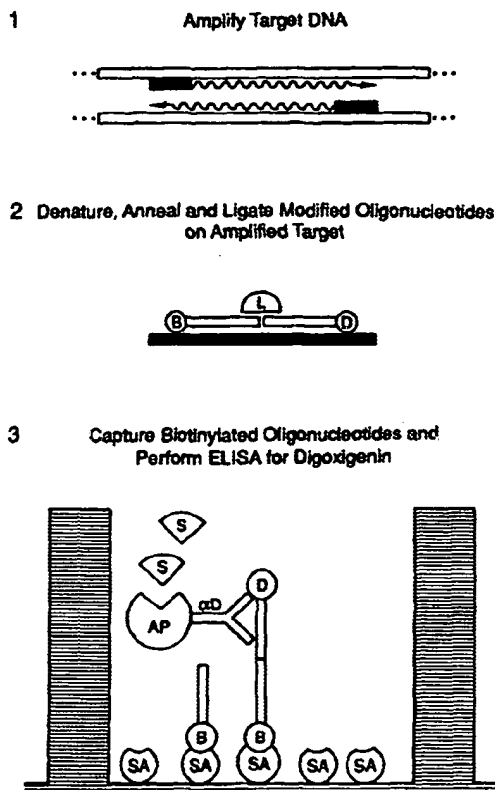 1 Amplify Target DNA
2 Denature, Anneal and Ligate Modified Oligonucleotides
on Amplified Target
L
B D
3 Capture Biotinylated Oligonucleotides and
Perform ELISA for Digoxigenin
S
S
D
αD
AP
B B
SA SA SA SA SA